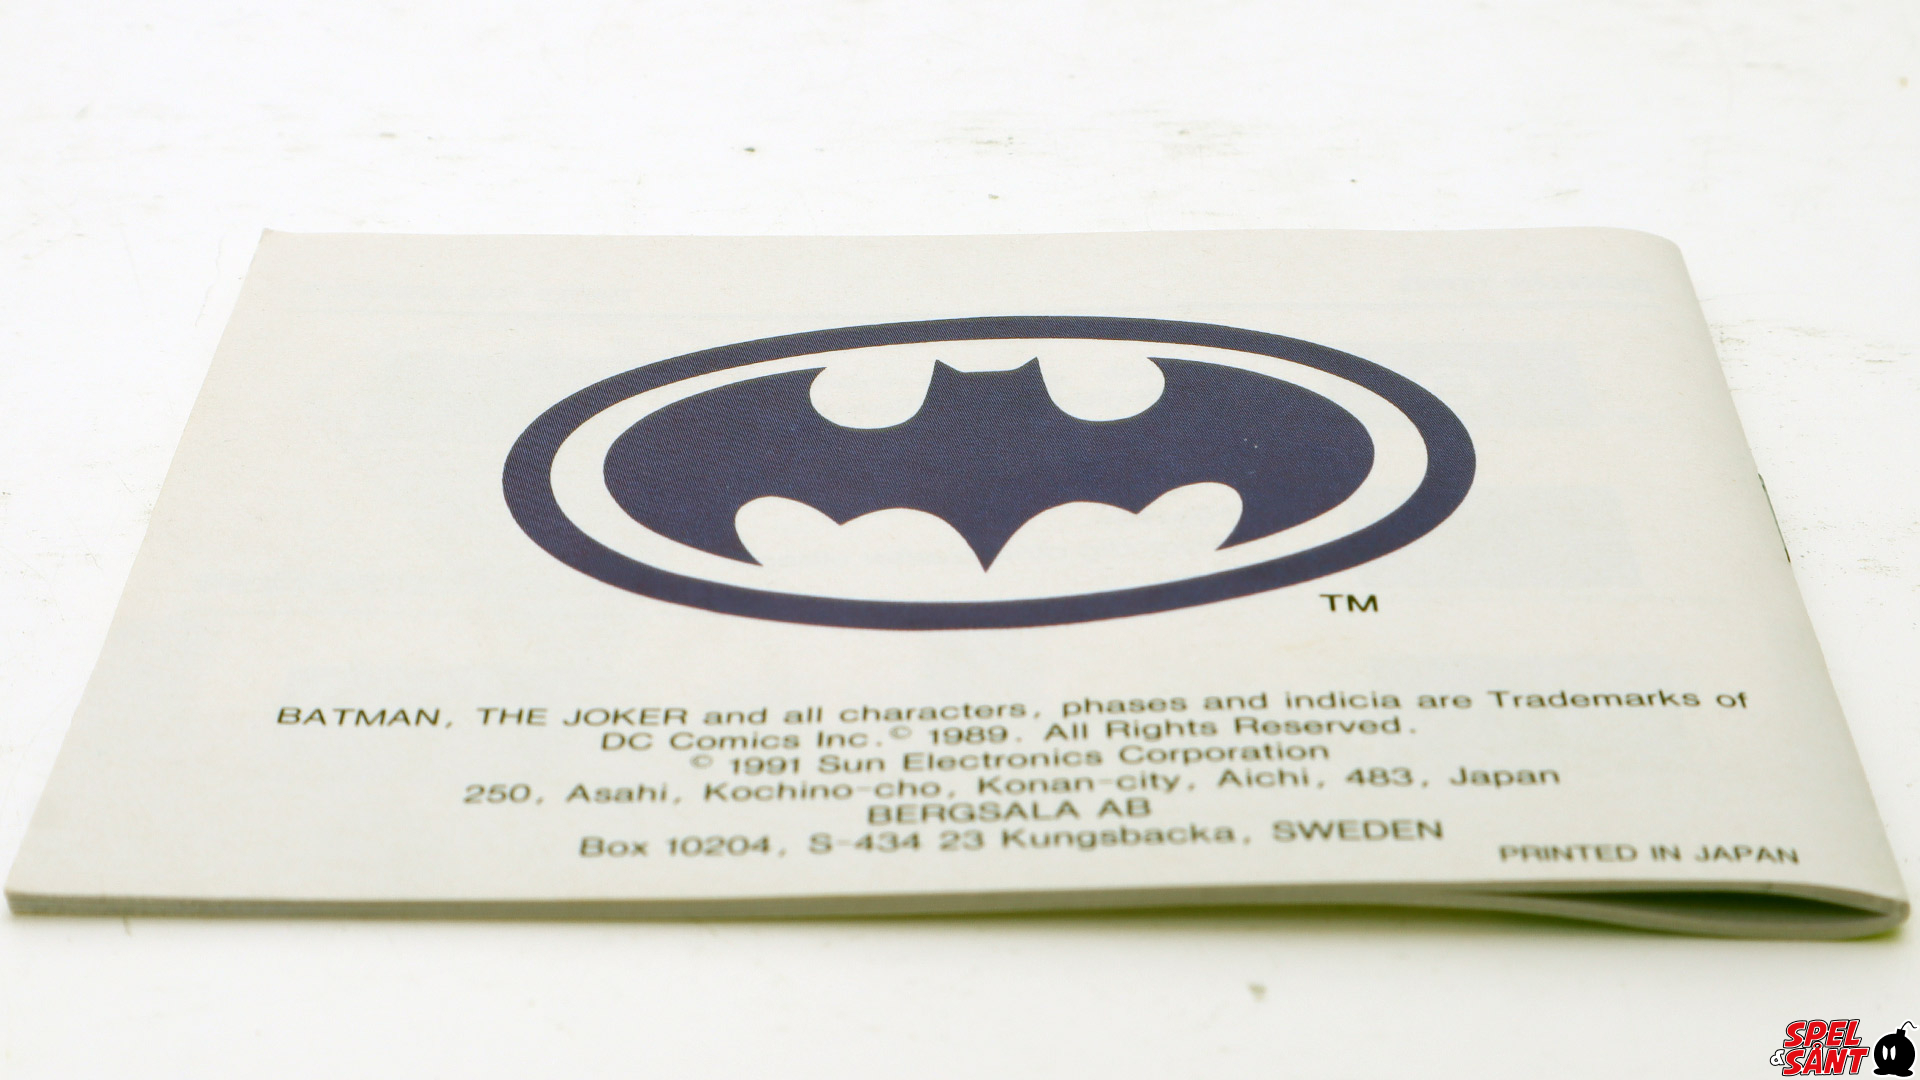 TM
BATMAN, THE JOKER and all characters, phases and indicia are Trademarks of
DC Comics Inc.© 1989. All Rights Reserved.
© 1991 Sun Electronics Corporation
250, Asahi, Kochino-cho, Konan-city, Aichi, 483, Japan
BERGSALA AB
Box 10204, S-434 23 Kungsbacka, SWEDEN
PRINTED IN JAPAN
SPEL
& SÅNT